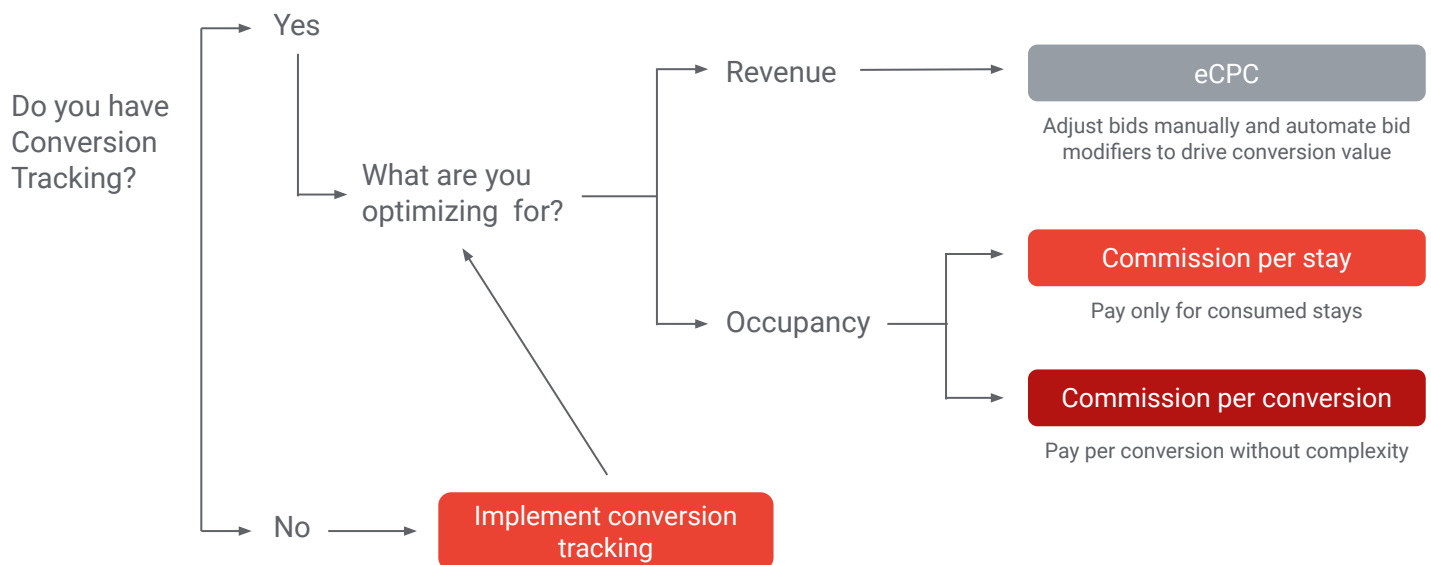 Yes
Do you have
Conversion
Tracking?
What are you
optimizing for?
Revenue
eCPC
Adjust bids manually and automate bid
modifiers to drive conversion value
Occupancy
Commission per stay
Pay only for consumed stays
Commission per conversion
Pay per conversion without complexity
No
Implement conversion
tracking